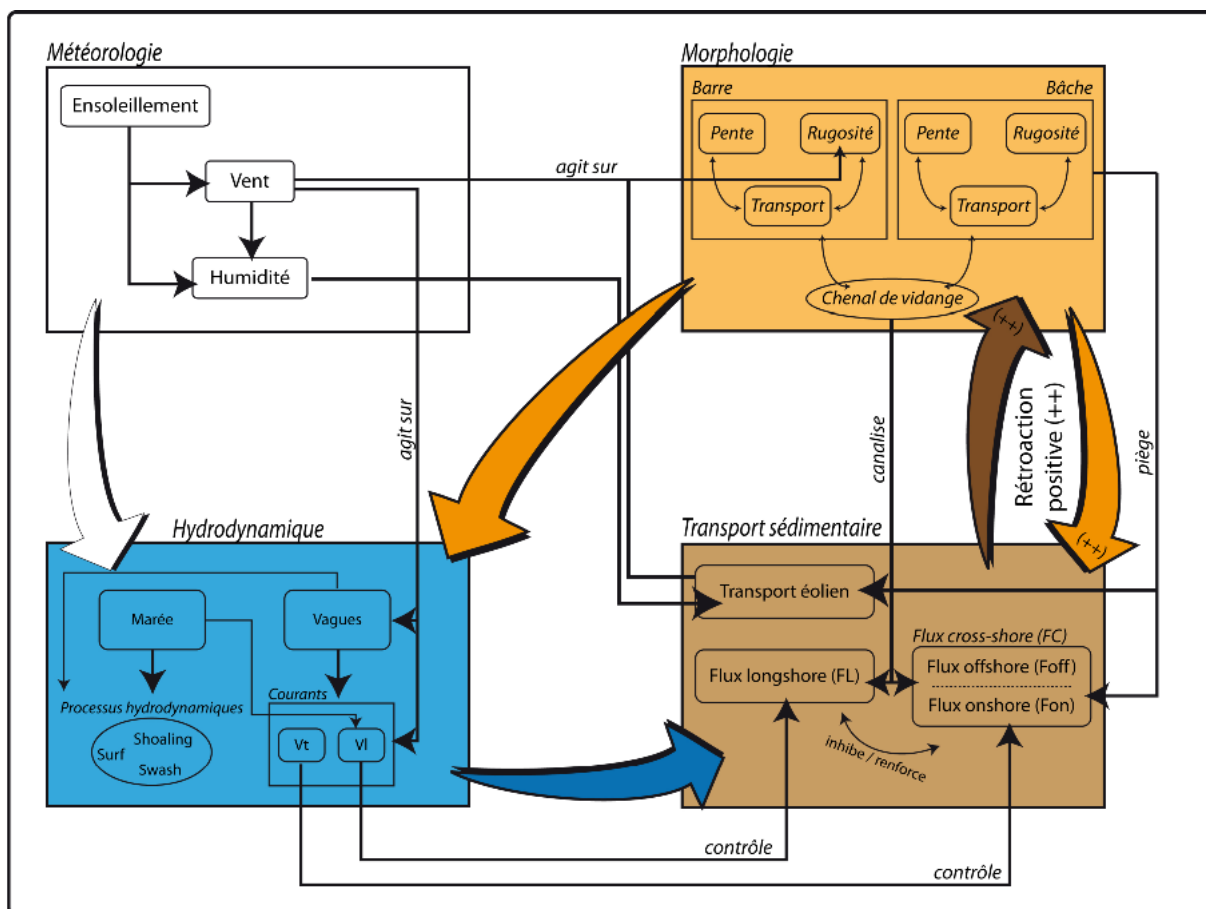 Météorologie
Morphologie
Ensoleillement
Barre
Bâche
Pente
Rugosité
Pente
Rugosité
Vent
agit sur
Transport
Transport
Humidité
Chenal de vidange
(++)
agit sur
canalise
Rétroaction
positive (++)
piège
(++)
Hydrodynamique
Transport sédimentaire
Marée
Vagues
Transport éolien
Flux cross-shore (FC)
Flux longshore (FL)
Flux offshore (Foff)
Flux onshore (Fon)
Courants
Processus hydrodynamiques
Shoaling
Surf
Swash
Vt
Vl
inhibe / renforce
contrôle
contrôle